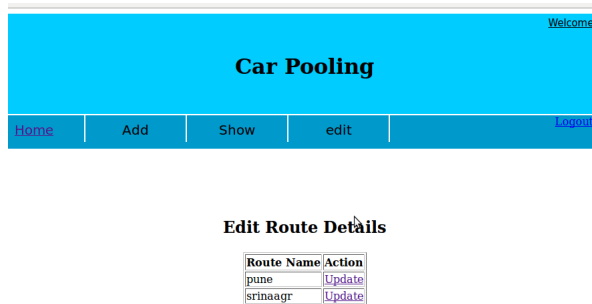 Welcome
Car Pooling
Home Add Show edit
Logout
Edit Route Details
Route Name Action
pune Update
srinaagr Update